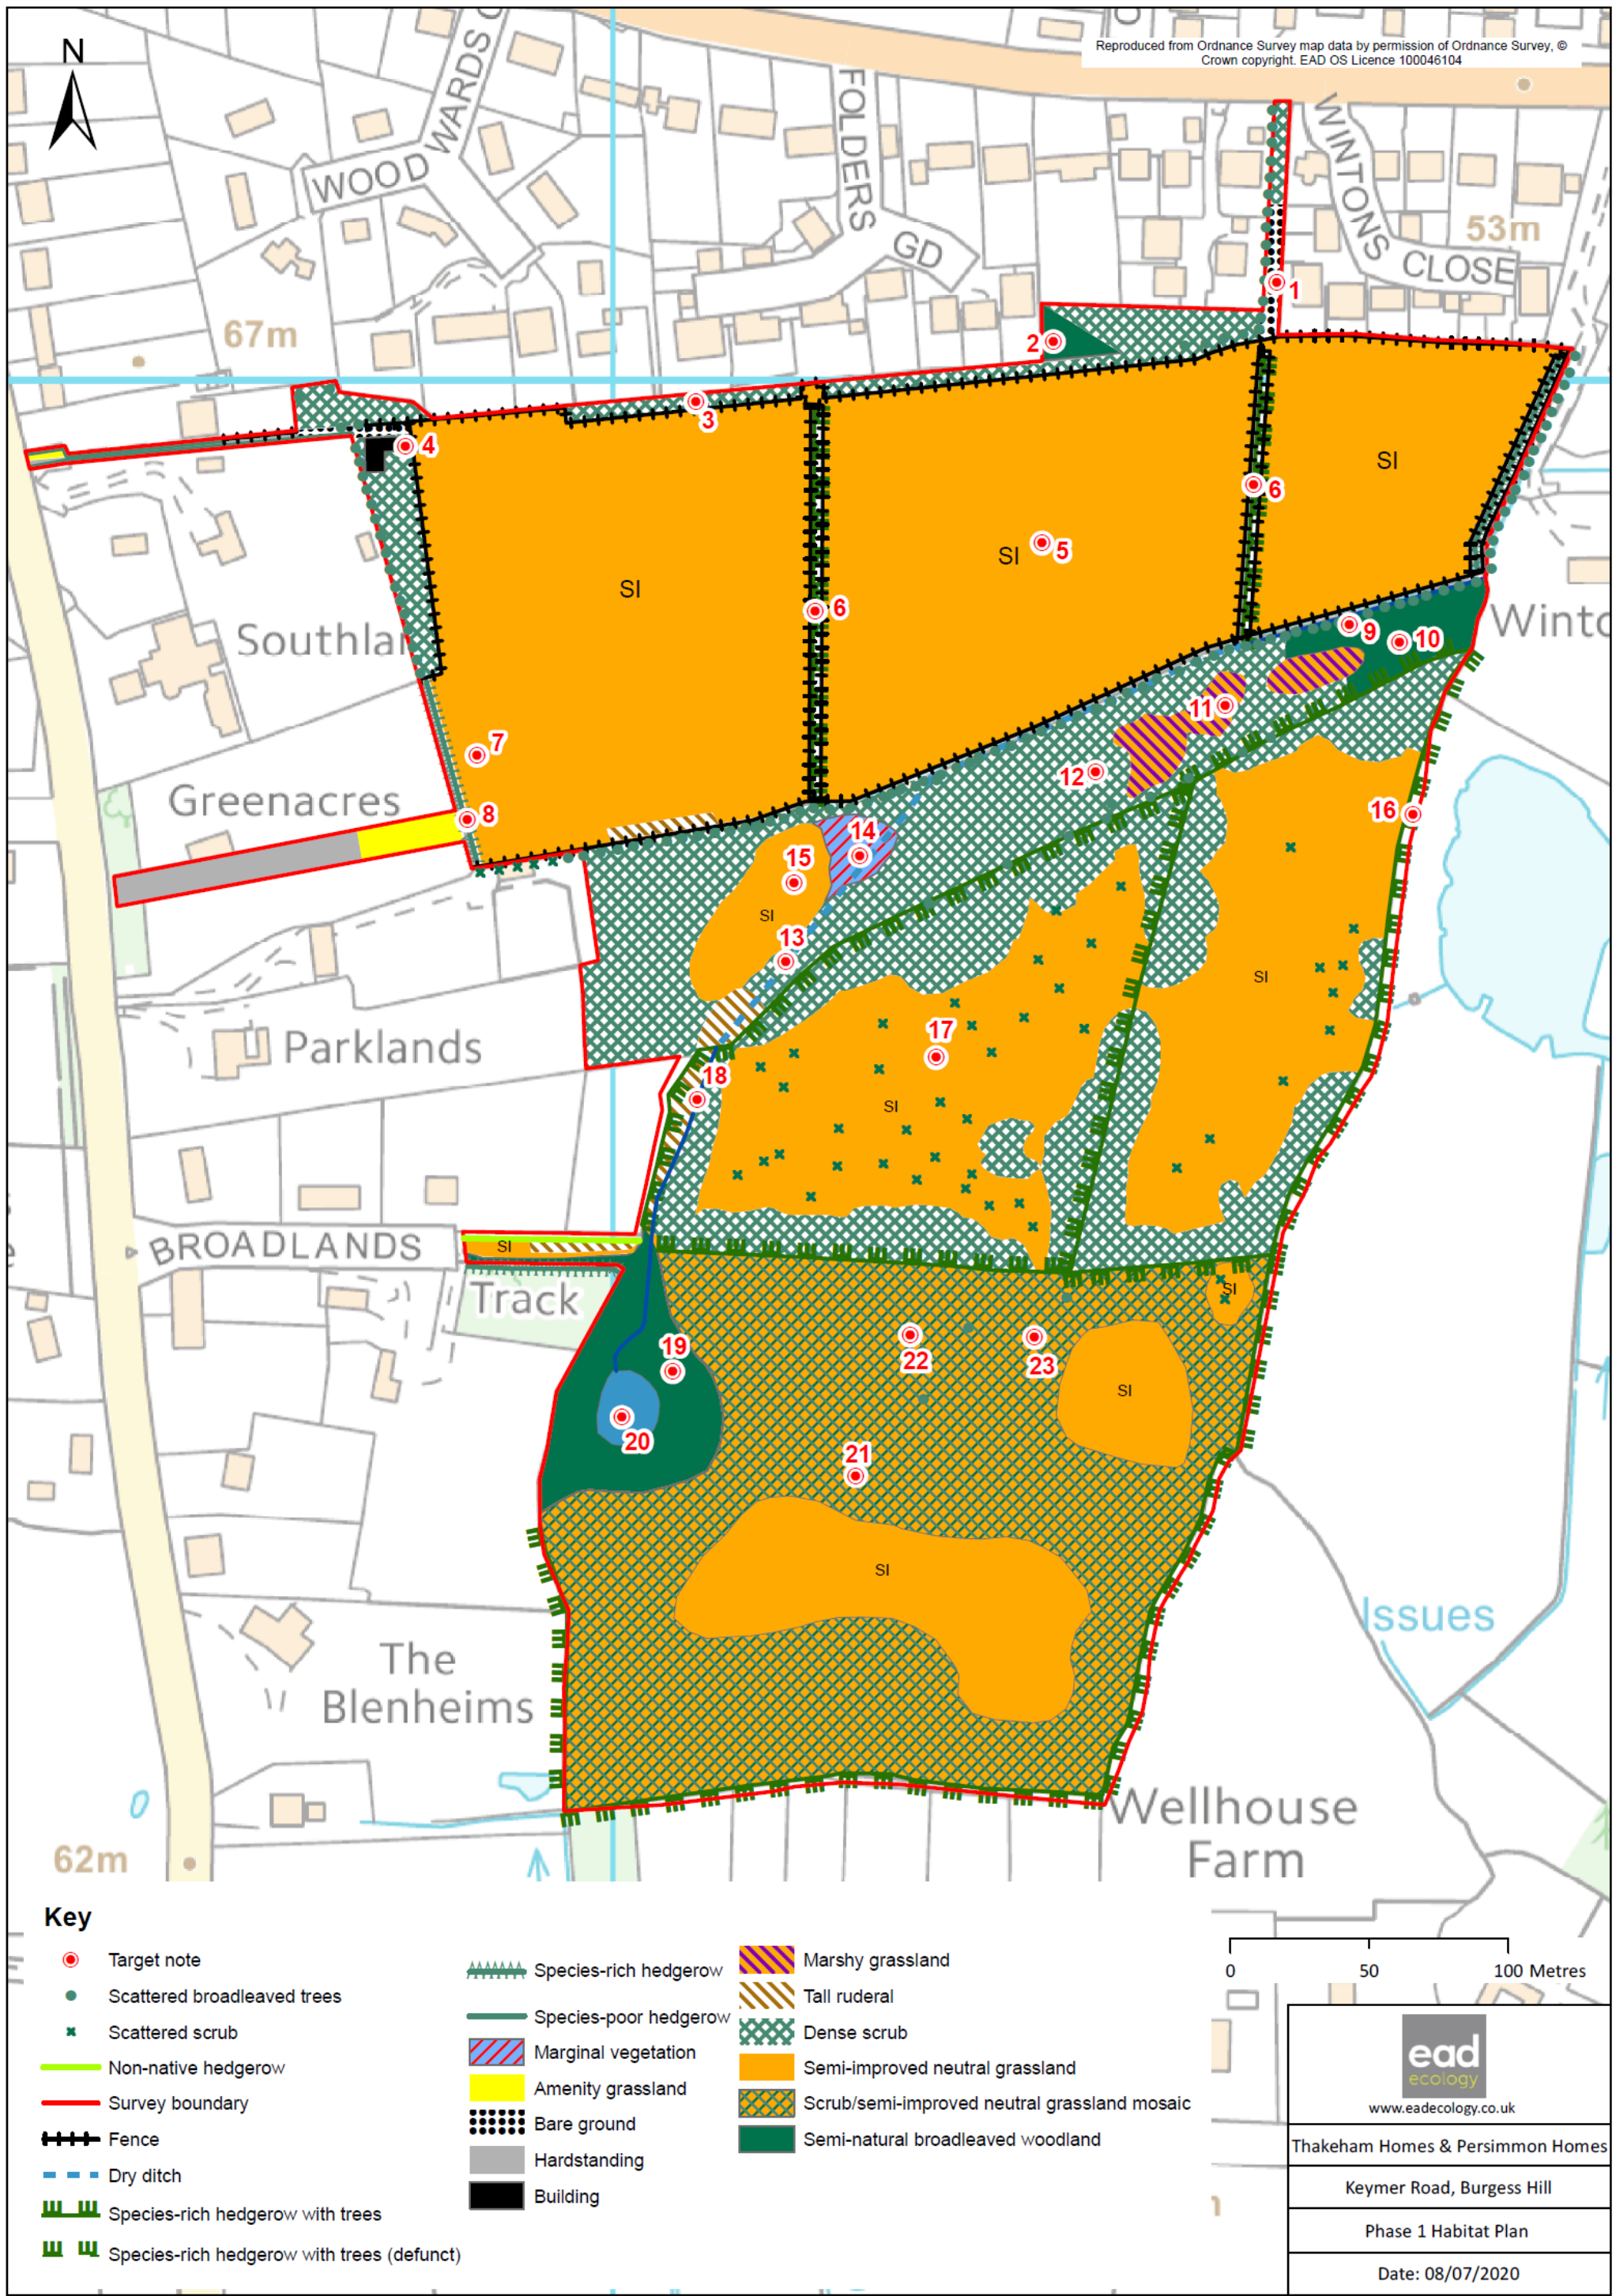 N
Reproduced from Ordnance Survey map data by permission of Ordnance Survey, ©
Crown copyright. EAD OS Licence 100046104
WOOD WARDS C
FOLDERS GD
WINTONS CLOSE
53m
67m
1
2
3
4
SI
6
5
SI
6
SI
Southlan
9
10
Winto
11
7
12
Greenacres
8
14
16
15
SI
13
SI
17
Parklands
18
SI
BROADLANDS
SI
Track
SI
22
23
19
SI
20
21
SI
Issues
The
Blenheims
Wellhouse
Farm
62m
Key
Target note
Scattered broadleaved trees
Scattered scrub
Non-native hedgerow
Survey boundary
Fence
Dry ditch
Species-rich hedgerow with trees
Species-rich hedgerow with trees (defunct)
Species-rich hedgerow
Species-poor hedgerow
Marginal vegetation
Amenity grassland
Bare ground
Hardstanding
Building
Marshy grassland
Tall ruderal
Dense scrub
Semi-improved neutral grassland
Scrub/semi-improved neutral grassland mosaic
Semi-natural broadleaved woodland
0 50 100 Metres
ead
ecology
www.eadecology.co.uk
Thakeham Homes & Persimmon Homes
Keymer Road, Burgess Hill
Phase 1 Habitat Plan
Date: 08/07/2020